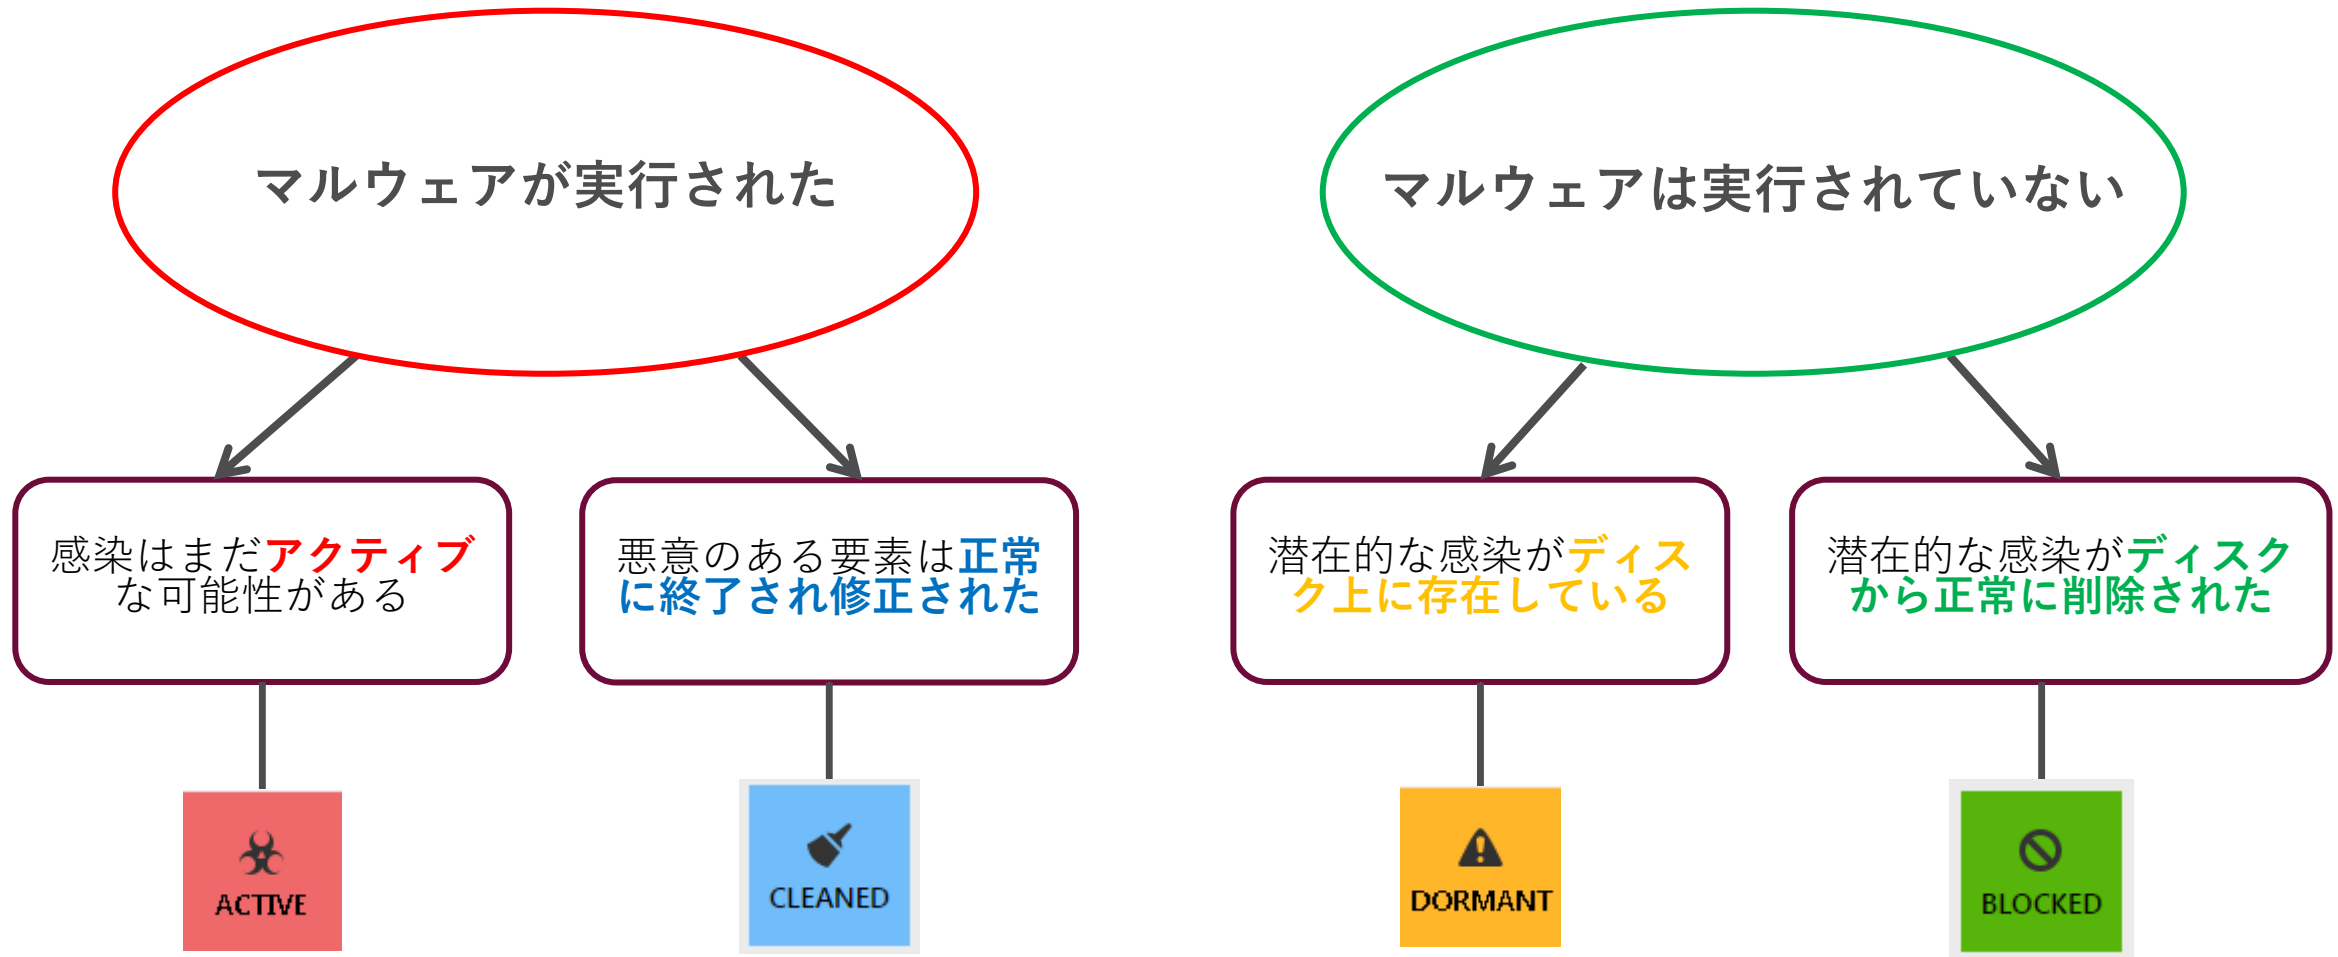 マルウェアが実行された
マルウェアは実行されていない
感染はまだアクティブ
な可能性がある
悪意のある要素は正常
に終了され修正された
潜在的な感染がディス
ク上に存在している
潜在的な感染がディスク
から正常に削除された
ACTIVE
CLEANED
DORMANT
BLOCKED